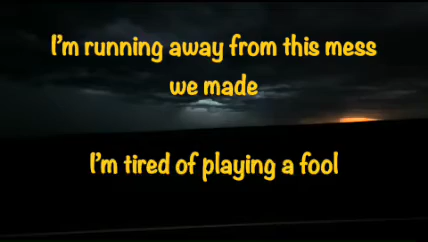 I'm running away from this mess
we made
I'm tired of playing a fool